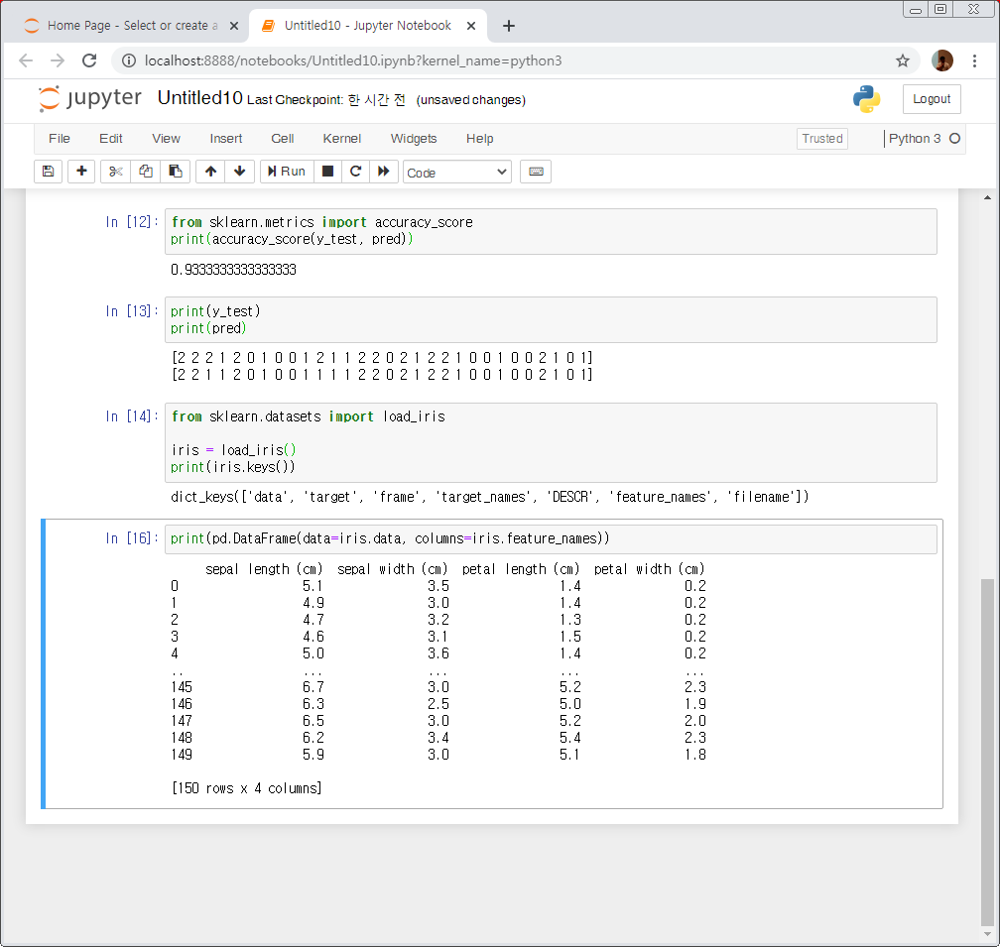 Home Page - Select or create a
Untitled10 - Jupyter Notebook
localhost:8888/notebooks/Untitled10.ipynb?kernel_name=python3
jupyter Untitled10 Last Checkpoint: 한 시간 전 (unsaved changes)
Logout
File Edit View Insert Cell Kernel Widgets Help Trusted Python 3
Run Code
In [12]: from sklearn.metrics import accuracy_score
print(accuracy_score(y_test, pred))
0.9333333333333333
In [13]: print(y_test)
print(pred)
[2 2 2 1 2 0 1 0 0 1 2 1 1 2 2 0 2 1 2 2 1 0 0 1 0 0 2 1 0 1]
[2 2 1 1 2 0 1 0 0 1 1 1 1 2 2 0 2 1 2 2 1 0 0 1 0 0 2 1 0 1]
In [14]: from sklearn.datasets import load_iris
iris = load_iris()
print(iris.keys())
dict_keys(['data', 'target', 'frame', 'target_names', 'DESCR', 'feature_names', 'filename'])
In [16]: print(pd.DataFrame(data=iris.data, columns=iris.feature_names))
sepal length (cm) sepal width (cm) petal length (cm) petal width (cm)
0 5.1 3.5 1.4 0.2
1 4.9 3.0 1.4 0.2
2 4.7 3.2 1.3 0.2
3 4.6 3.1 1.5 0.2
4 5.0 3.6 1.4 0.2
.. ... ... ... ...
145 6.7 3.0 5.2 2.3
146 6.3 2.5 5.0 1.9
147 6.5 3.0 5.2 2.0
148 6.2 3.4 5.4 2.3
149 5.9 3.0 5.1 1.8
[150 rows x 4 columns]